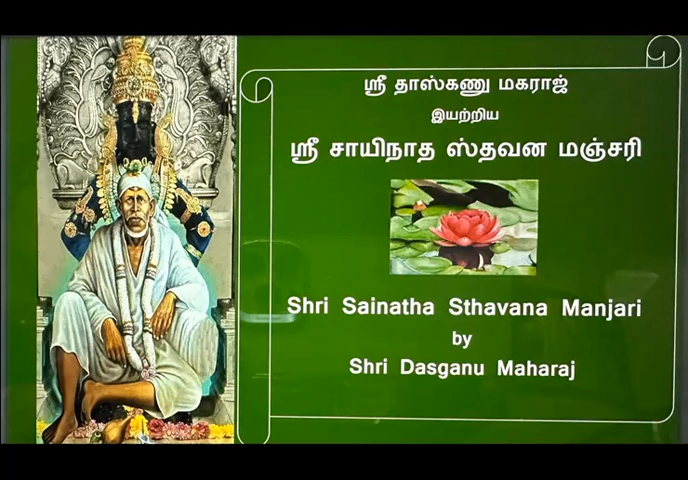 ஸ்ரீ தாஸ்கணு மகராஜ்
இயற்றிய
ஸ்ரீ சாயிநாத ஸ்தவன மஞ்சரி
Shri Sainatha Sthavana Manjari
by
Shri Dasganu Maharaj